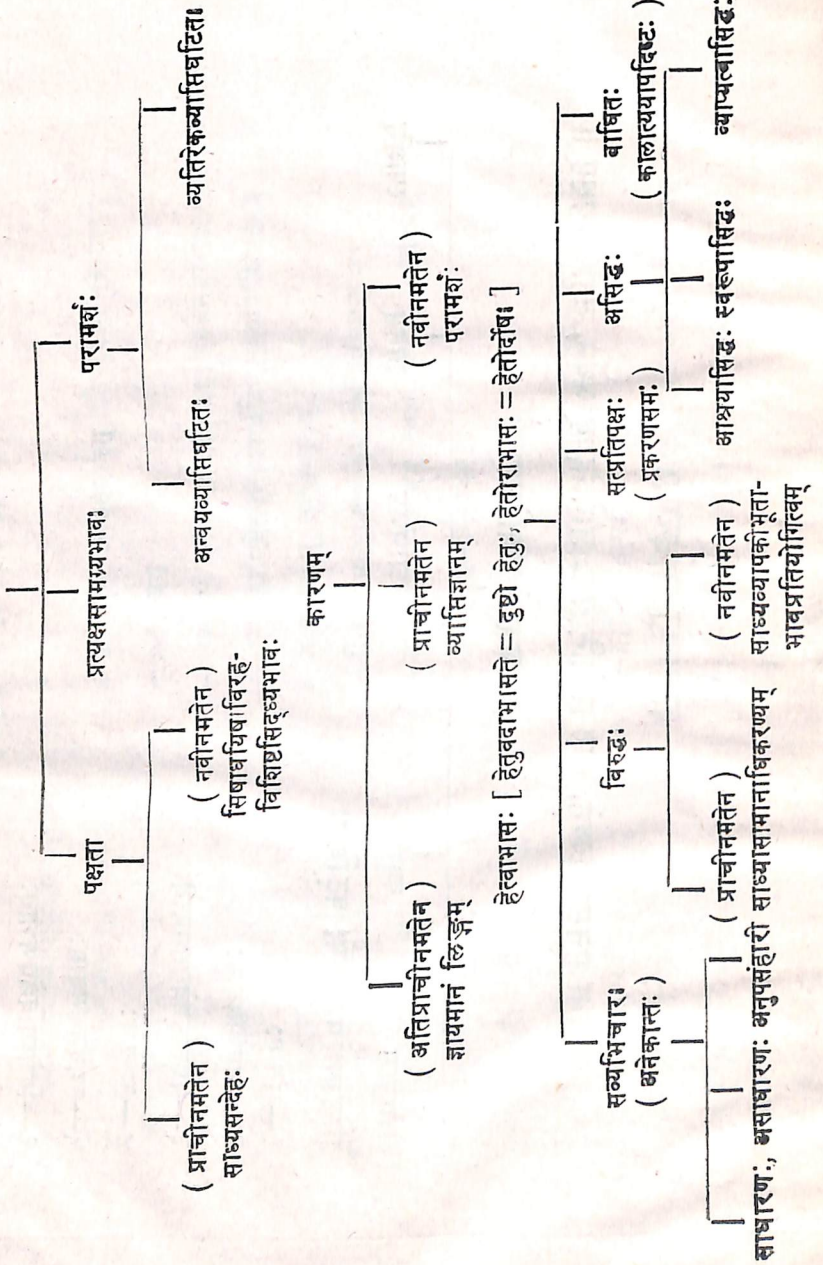 पक्षता प्रत्यक्षसामग्र्यभावः परामर्शः
( प्राचीनमतेन ) ( नवीनमतेन ) अन्वयव्याप्तिघटितः व्यतिरेकव्याप्तिघटितः
साध्यसन्देहः सिषाधयिषाविरह-
विशिष्टसिद्ध्यभावः
कारणम्
( अतिप्राचीनमतेन ) ( प्राचीनमतेन ) ( नवीनमतेन )
ज्ञायमानं लिङ्गम् व्याप्तिज्ञानम् परामर्शः
हेत्वाभासः [ हेतुवदाभासते = दुष्टो हेतुः, हेतोराभासः = हेतोर्दोषः ]
सव्यभिचारः विरुद्धः सत्प्रतिपक्षः असिद्धः बाधितः
( अनेकान्तः ) ( प्रकरणसमः ) ( कालात्ययापदिष्टः )
( प्राचीनमतेन ) ( नवीनमतेन ) आश्रयासिद्धः स्वरूपासिद्धः व्याप्यत्वासिद्धः
साधारणः, असाधारणः अनुपसंहारी साध्यासामानाधिकरण्यम् साध्यव्यापकीभूता-
भावप्रतियोगित्वम्